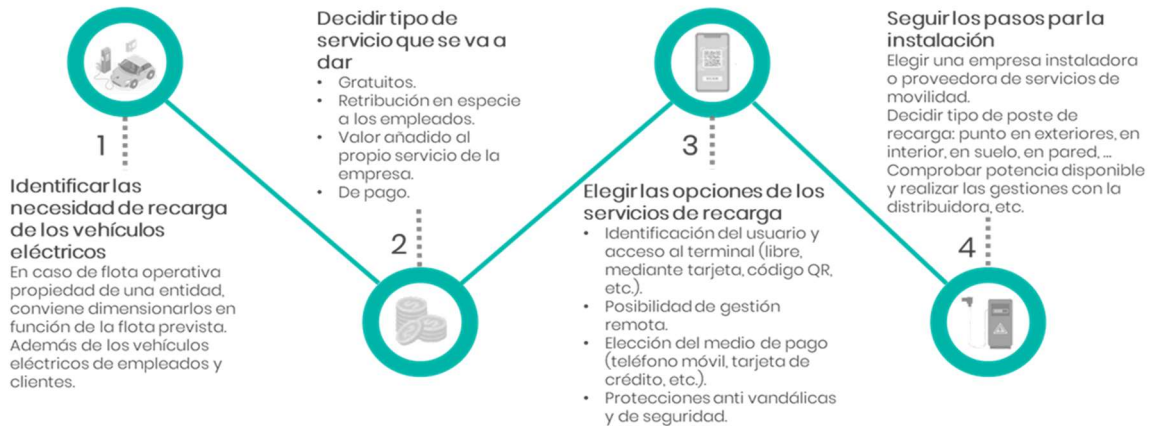 1
Identificar las
necesidad de recarga
de los vehículos
eléctricos
En caso de flota operativa
propiedad de una entidad,
conviene dimensionarlos en
función de la flota prevista.
Además de los vehículos
eléctricos de empleados y
clientes.
Decidir tipo de
servicio que se va a
dar
• Gratuitos.
• Retribución en especie
a los empleados.
• Valor añadido al
propio servicio de la
empresa.
• De pago.
2
3
Elegir las opciones de los
servicios de recarga
• Identificación del usuario y
acceso al terminal (libre,
mediante tarjeta, código QR,
etc.).
• Posibilidad de gestión
remota.
• Elección del medio de pago
(teléfono móvil, tarjeta de
crédito, etc.).
• Protecciones anti vandálicas
y de seguridad.
Seguir los pasos par la
instalación
Elegir una empresa instaladora
o proveedora de servicios de
movilidad.
Decidir tipo de poste de
recarga: punto en exteriores, en
interior, en suelo, en pared, ...
Comprobar potencia disponible
y realizar las gestiones con la
distribuidora, etc.
4